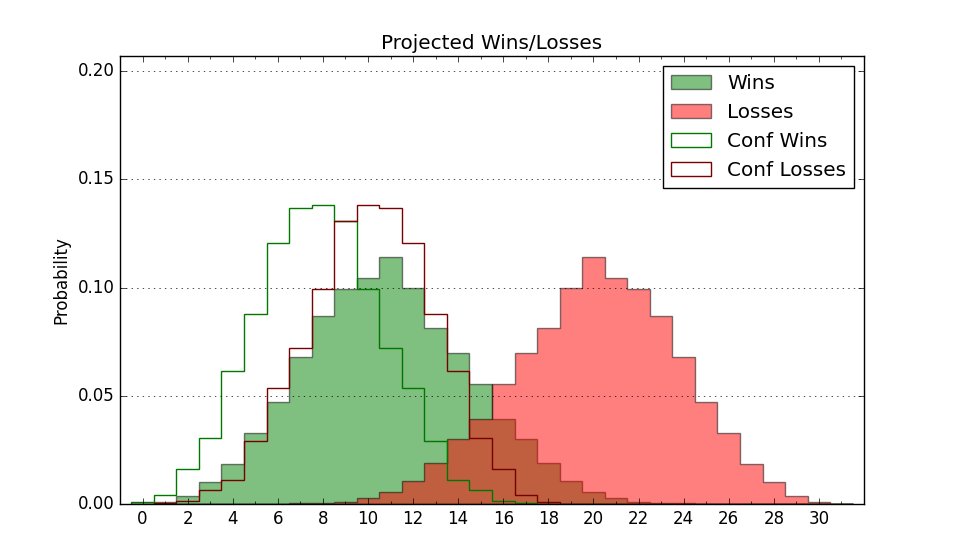 Projected Wins/Losses
0.20
0.15
0.10
0.05
0.00
Probability
Wins
Losses
Conf Wins
Conf Losses
0 2 4 6 8 10 12 14 16 18 20 22 24 26 28 30